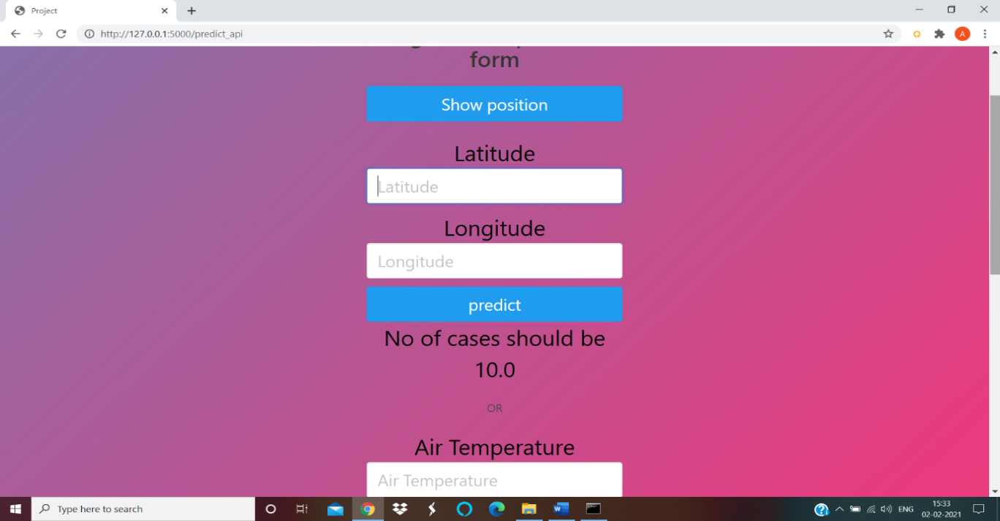 Project
http://127.0.0.1:5000/predict_api
A
form
Show position
Latitude
Latitude
Longitude
Longitude
predict
No of cases should be
10.0
OR
Air Temperature
Air Temperature
Type here to search
ENG
15:33
02-02-2021